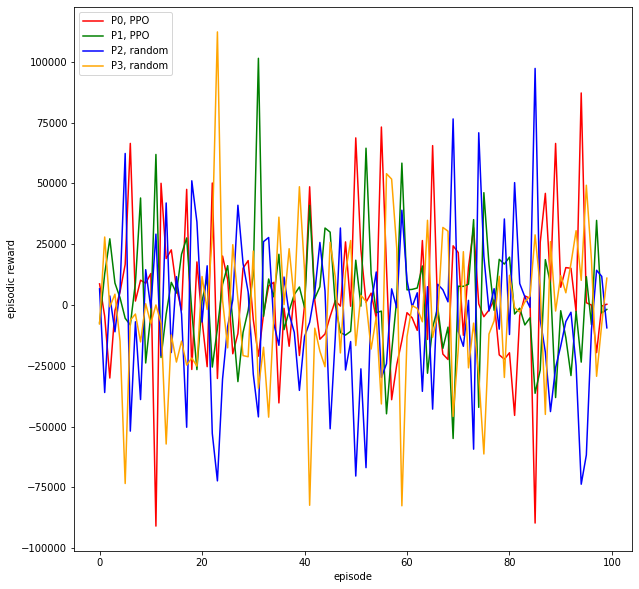 P0, PPO
P1, PPO
P2, random
P3, random
100000
75000
50000
25000
0
−25000
−50000
−75000
−100000
episodic reward
0
20
40
60
80
100
episode